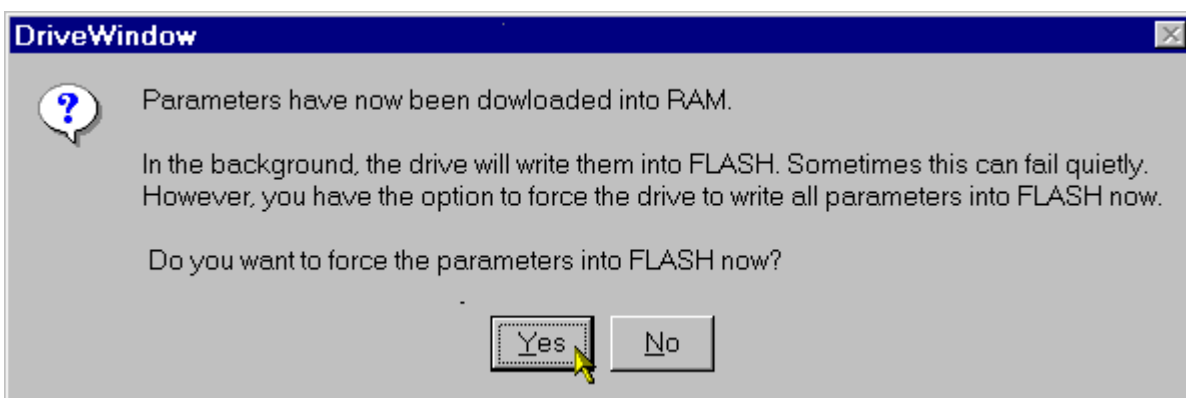 DriveWindow
Parameters have now been dowloaded into RAM.
In the background, the drive will write them into FLASH. Sometimes this can fail quietly.
However, you have the option to force the drive to write all parameters into FLASH now.
Do you want to force the parameters into FLASH now?
Yes
No